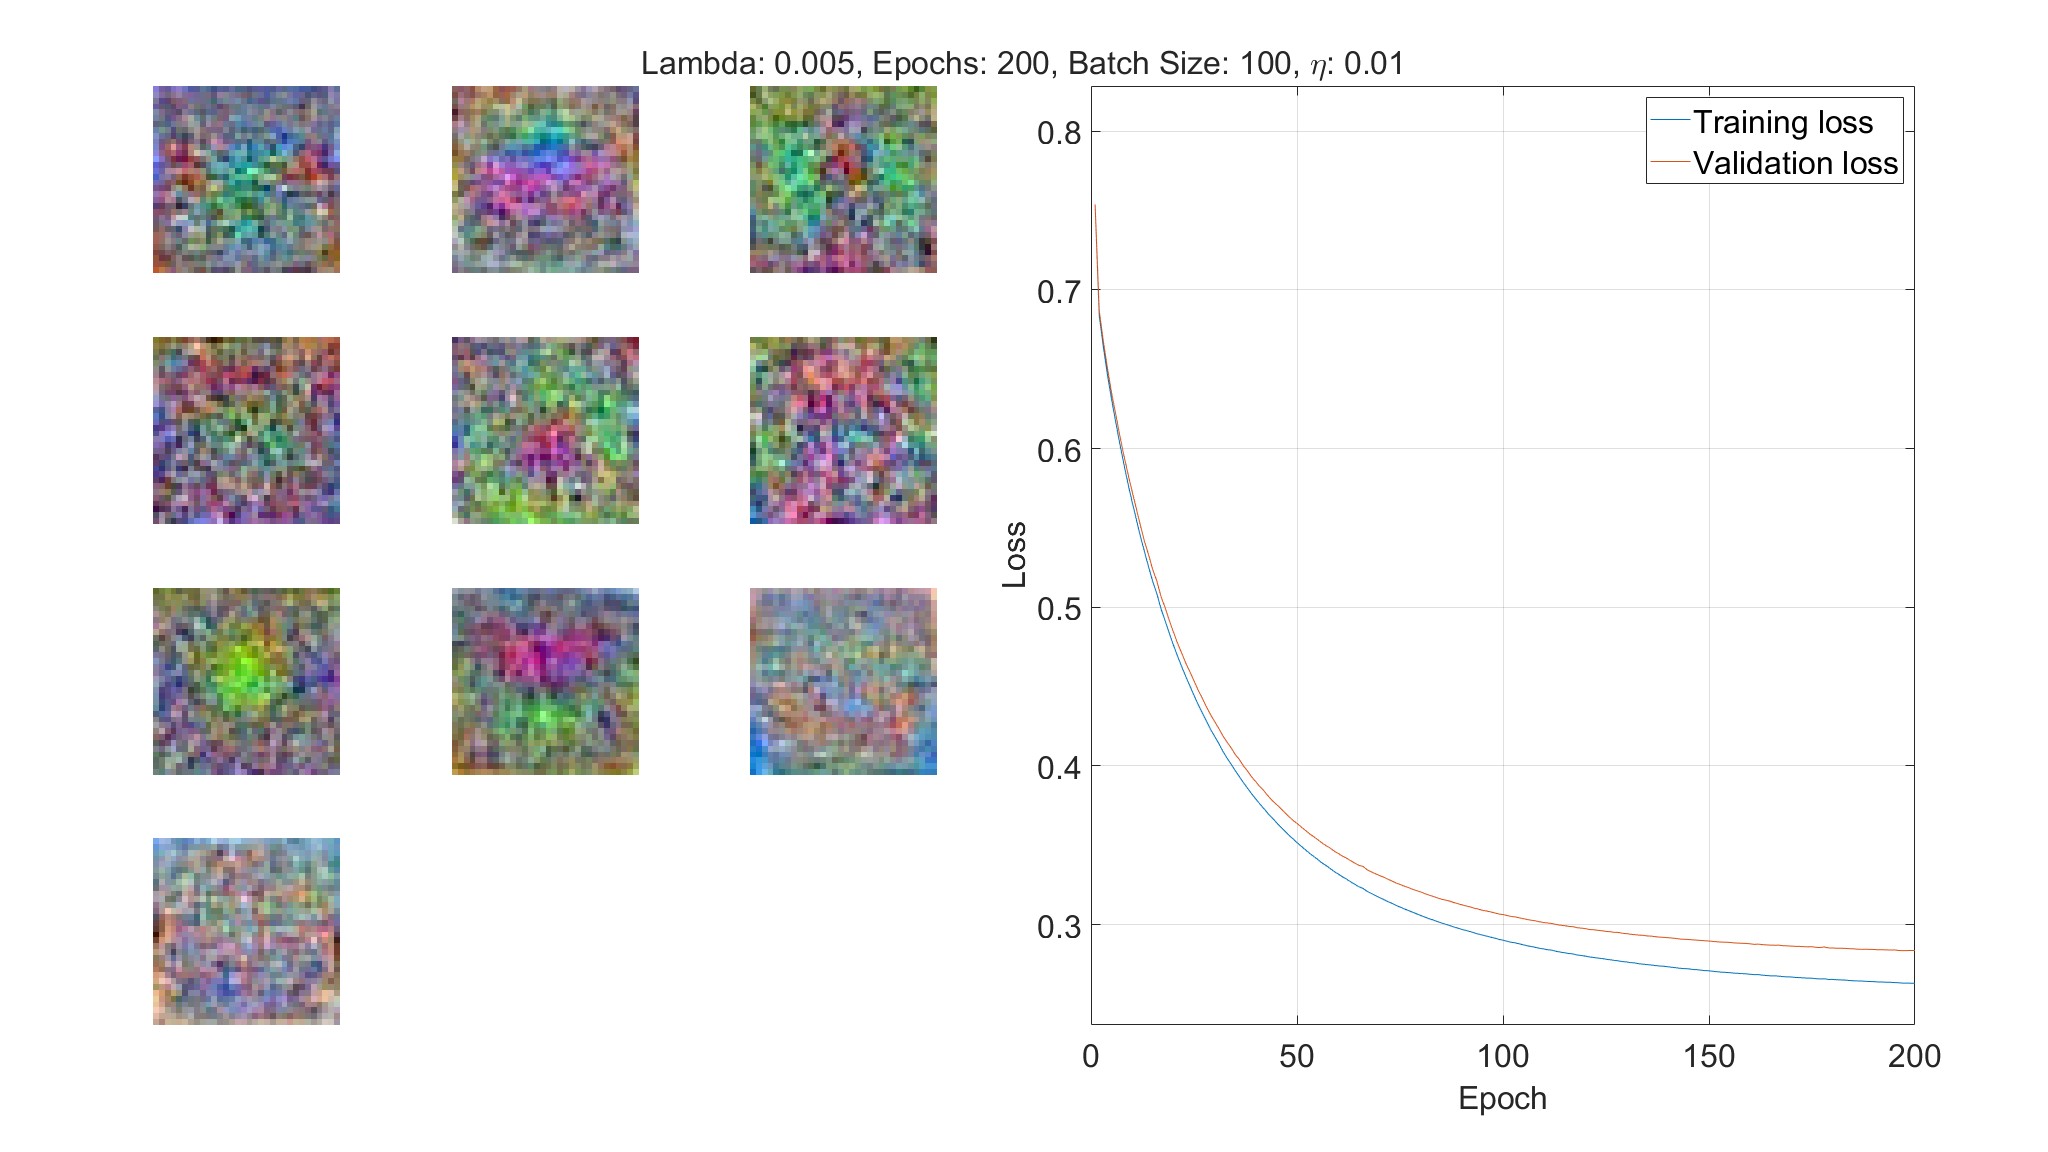 Lambda: 0.005, Epochs: 200, Batch Size: 100, η: 0.01
Training loss
Validation loss
0.8
0.7
0.6
0.5
0.4
0.3
Loss
0
50
100
150
200
Epoch